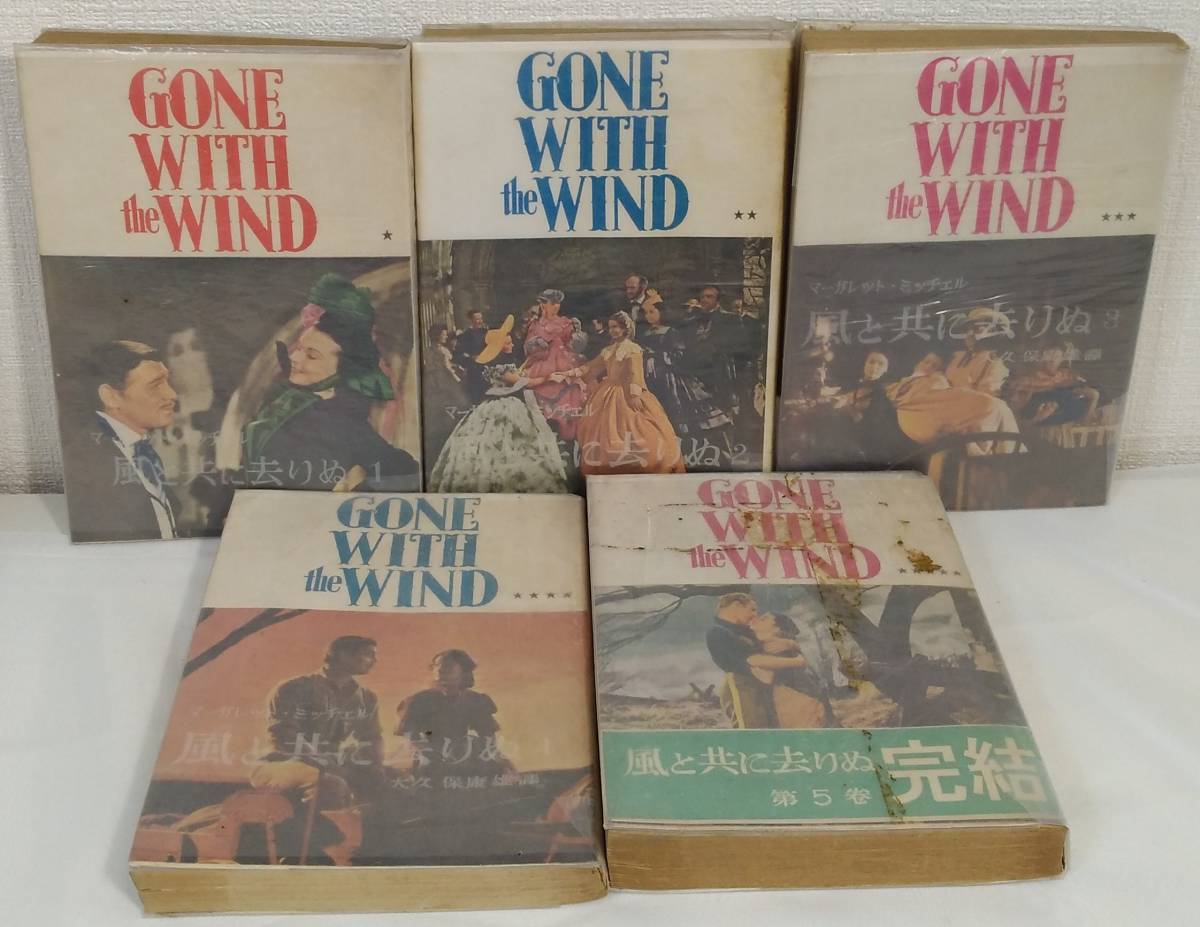 GONE
WITH
the WIND
★
マーガレット・ミッチェル
風と共に去りぬ 1
GONE
WITH
the WIND
★★
マーガレット・ミッチェル
風と共に去りぬ 2
GONE
WITH
the WIND
★★★
マーガレット・ミッチェル
風と共に去りぬ 3
大久保康雄譯
GONE
WITH
the WIND
★★★★
マーガレット・ミッチェル
風と共に去りぬ
大久保康雄譯
GONE
WITH
the WIND
★★★★★
風と共に去りぬ 完結
第5巻